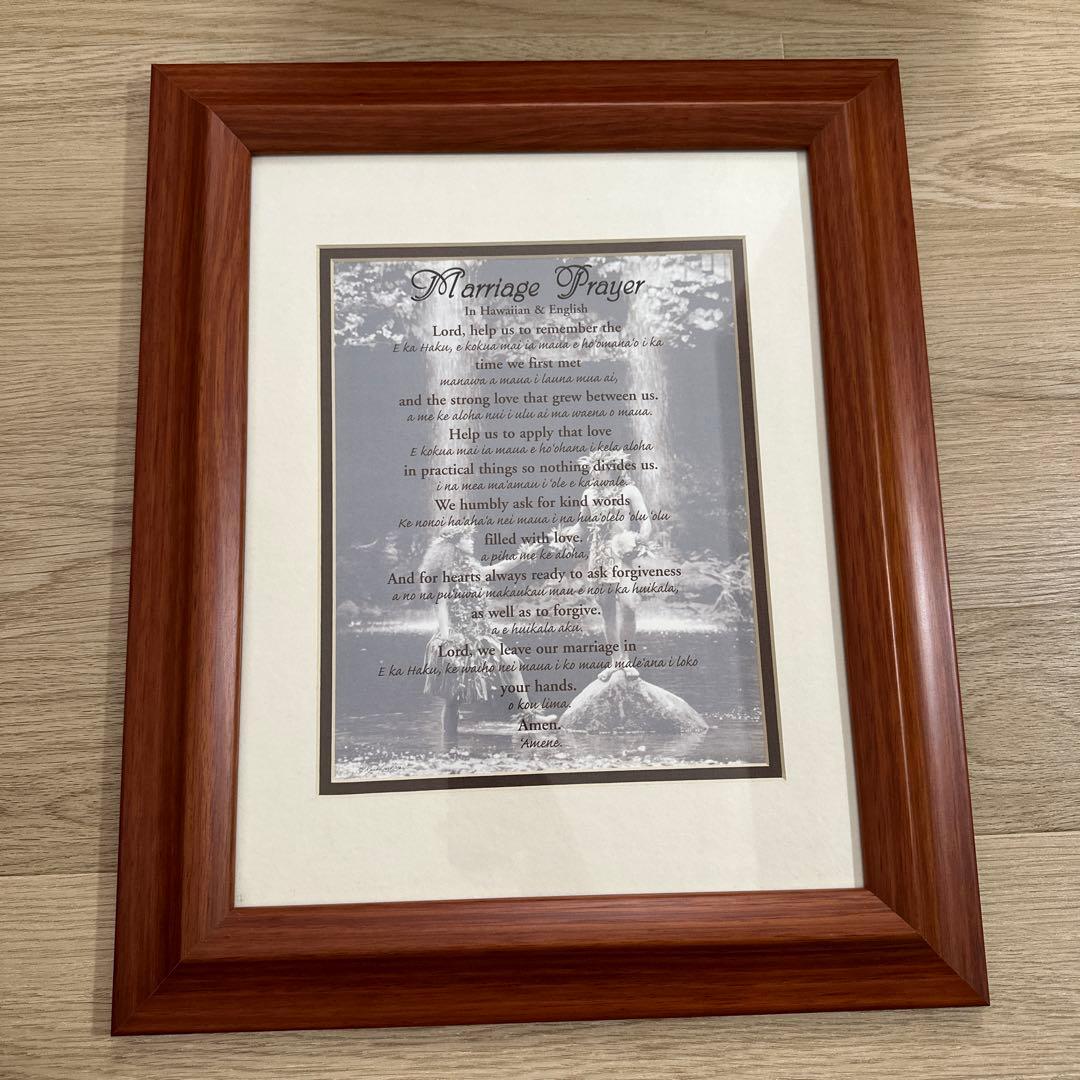 Marriage Prayer
In Hawaiian & English
Lord, help us to remember the
E ka Haku, e kokua mai ia maua e ho'omana'o i ka
time we first met
manawa a maua i launa mua ai,
and the strong love that grew between us.
a me ke aloha nui i ulu ai ma waena o maua.
Help us to apply that love
E kokua mai ia maua e ho'ohana i kela aloha
in practical things so nothing divides us.
i na mea ma'amau i 'ole e ka'awale.
We humbly ask for kind words
Ke nonoi ha'aha'a nei maua i na hua'olelo 'olu 'olu
filled with love.
a piha me ke aloha,
And for hearts always ready to ask forgiveness
a no na pu'uwai makaukau mau e noi i ka huikala,
as well as to forgive.
a e huikala aku.
Lord, we leave our marriage in
E ka Haku, ke waiho nei maua i ko maua male'ana i loko
your hands.
o kou lima.
Amen.
'Amene.